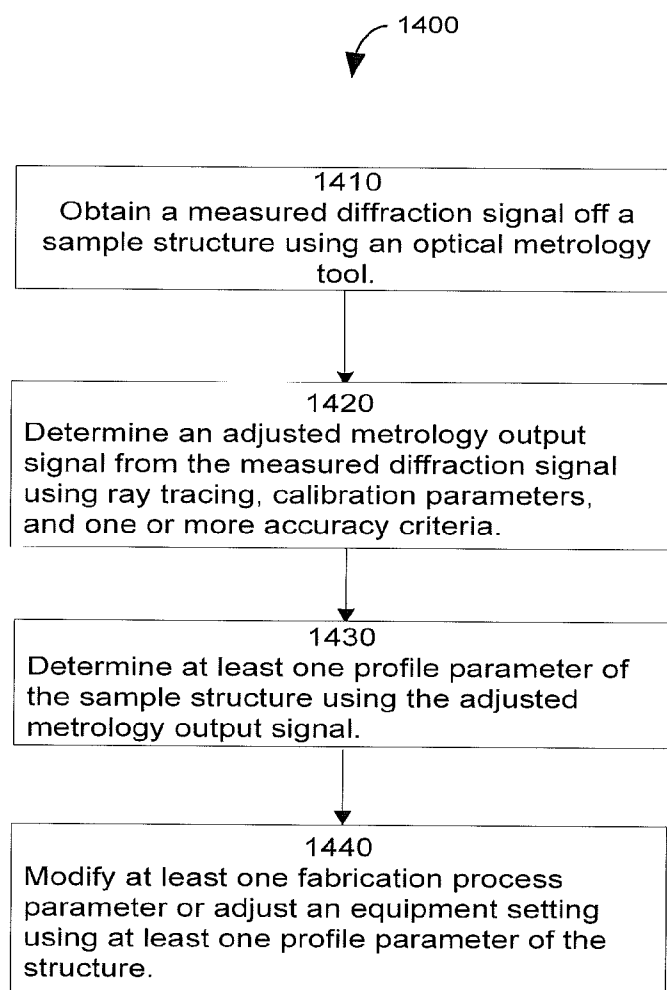 1400
1410
Obtain a measured diffraction signal off a
sample structure using an optical metrology
tool.
1420
Determine an adjusted metrology output
signal from the measured diffraction signal
using ray tracing, calibration parameters,
and one or more accuracy criteria.
1430
Determine at least one profile parameter of
the sample structure using the adjusted
metrology output signal.
1440
Modify at least one fabrication process
parameter or adjust an equipment setting
using at least one profile parameter of the
structure.